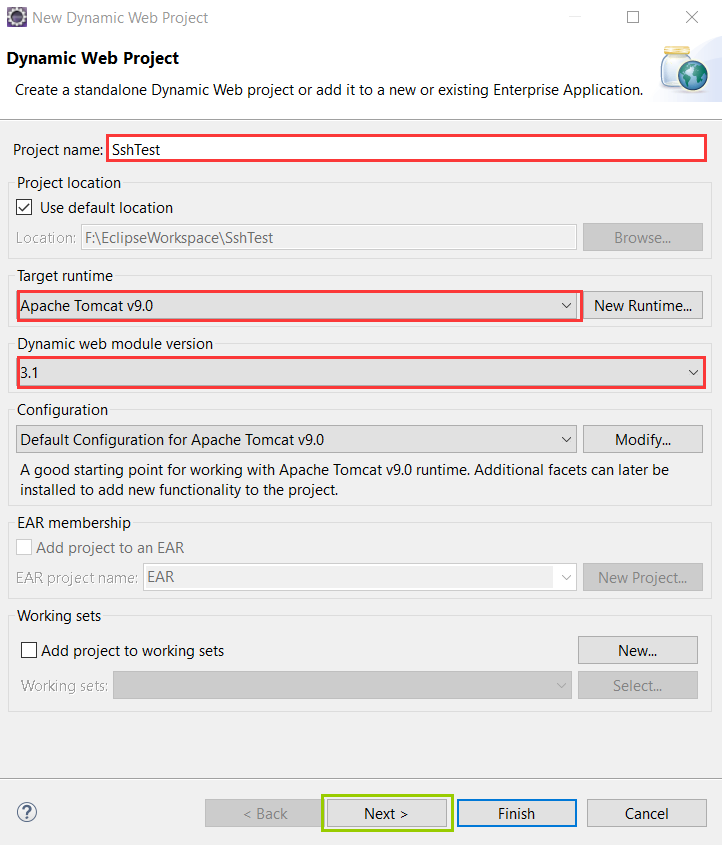 New Dynamic Web Project
Dynamic Web Project
Create a standalone Dynamic Web project or add it to a new or existing Enterprise Application.
Project name: SshTest
Project location
Use default location
Location: F:\EclipseWorkspace\SshTest Browse...
Target runtime
Apache Tomcat v9.0 New Runtime...
Dynamic web module version
3.1
Configuration
Default Configuration for Apache Tomcat v9.0 Modify...
A good starting point for working with Apache Tomcat v9.0 runtime. Additional facets can later be
installed to add new functionality to the project.
EAR membership
Add project to an EAR
EAR project name: EAR New Project...
Working sets
Add project to working sets New...
Working sets: Select...
? < Back Next > Finish Cancel